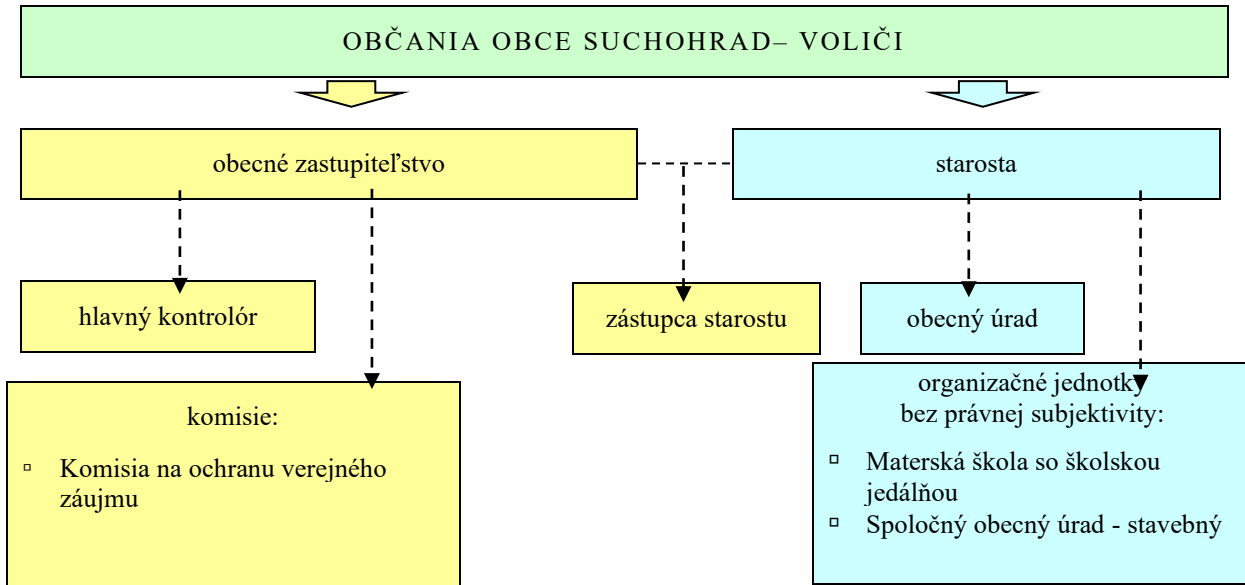 OBČANIA OBCE SUCHOHRAD– VOLIČI
obecné zastupiteľstvo
starosta
hlavný kontrolór
zástupca starostu
obecný úrad
komisie:
▫ Komisia na ochranu verejného
záujmu
organizačné jednotky
bez právnej subjektivity:
▫ Materská škola so školskou
jedálňou
▫ Spoločný obecný úrad - stavebný